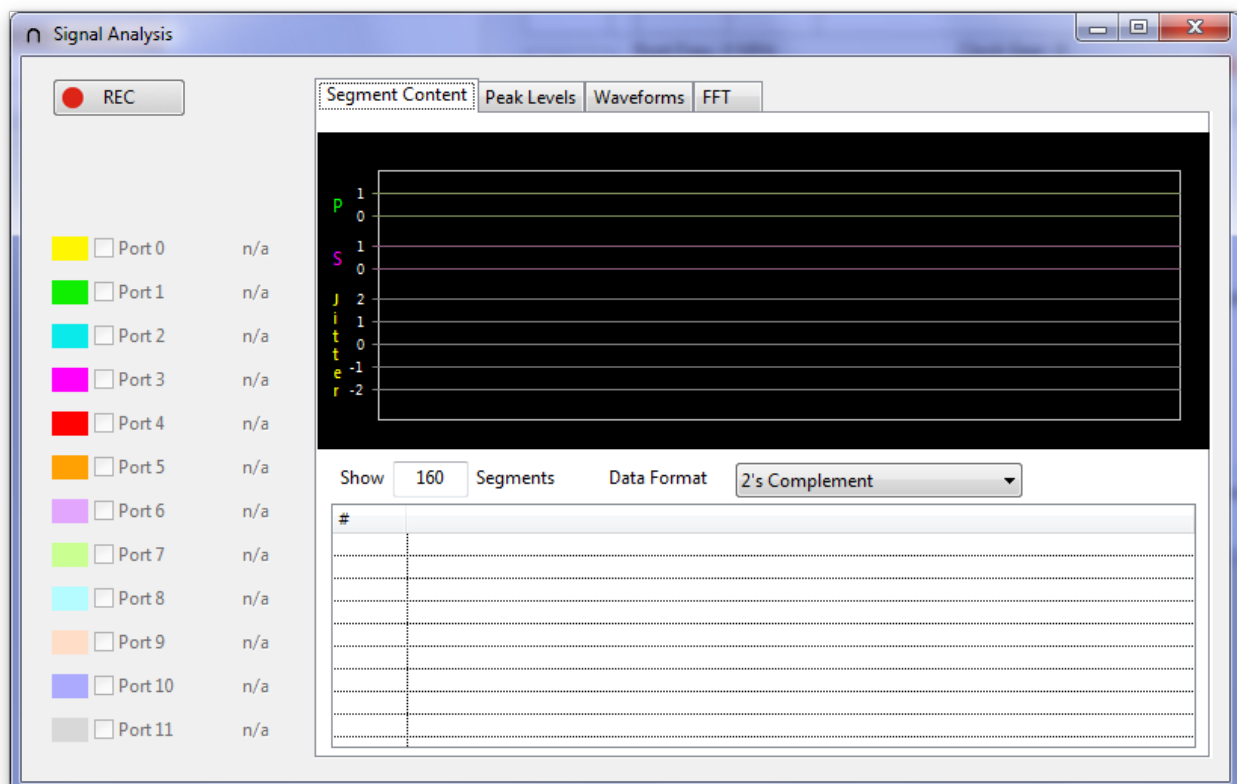 Signal Analysis
REC
Segment Content Peak Levels Waveforms FFT
P 1
0
S 1
0
Jitter 2
1
0
-1
-2
Port 0 n/a
Port 1 n/a
Port 2 n/a
Port 3 n/a
Port 4 n/a
Port 5 n/a
Port 6 n/a
Port 7 n/a
Port 8 n/a
Port 9 n/a
Port 10 n/a
Port 11 n/a
Show 160 Segments Data Format 2's Complement
#